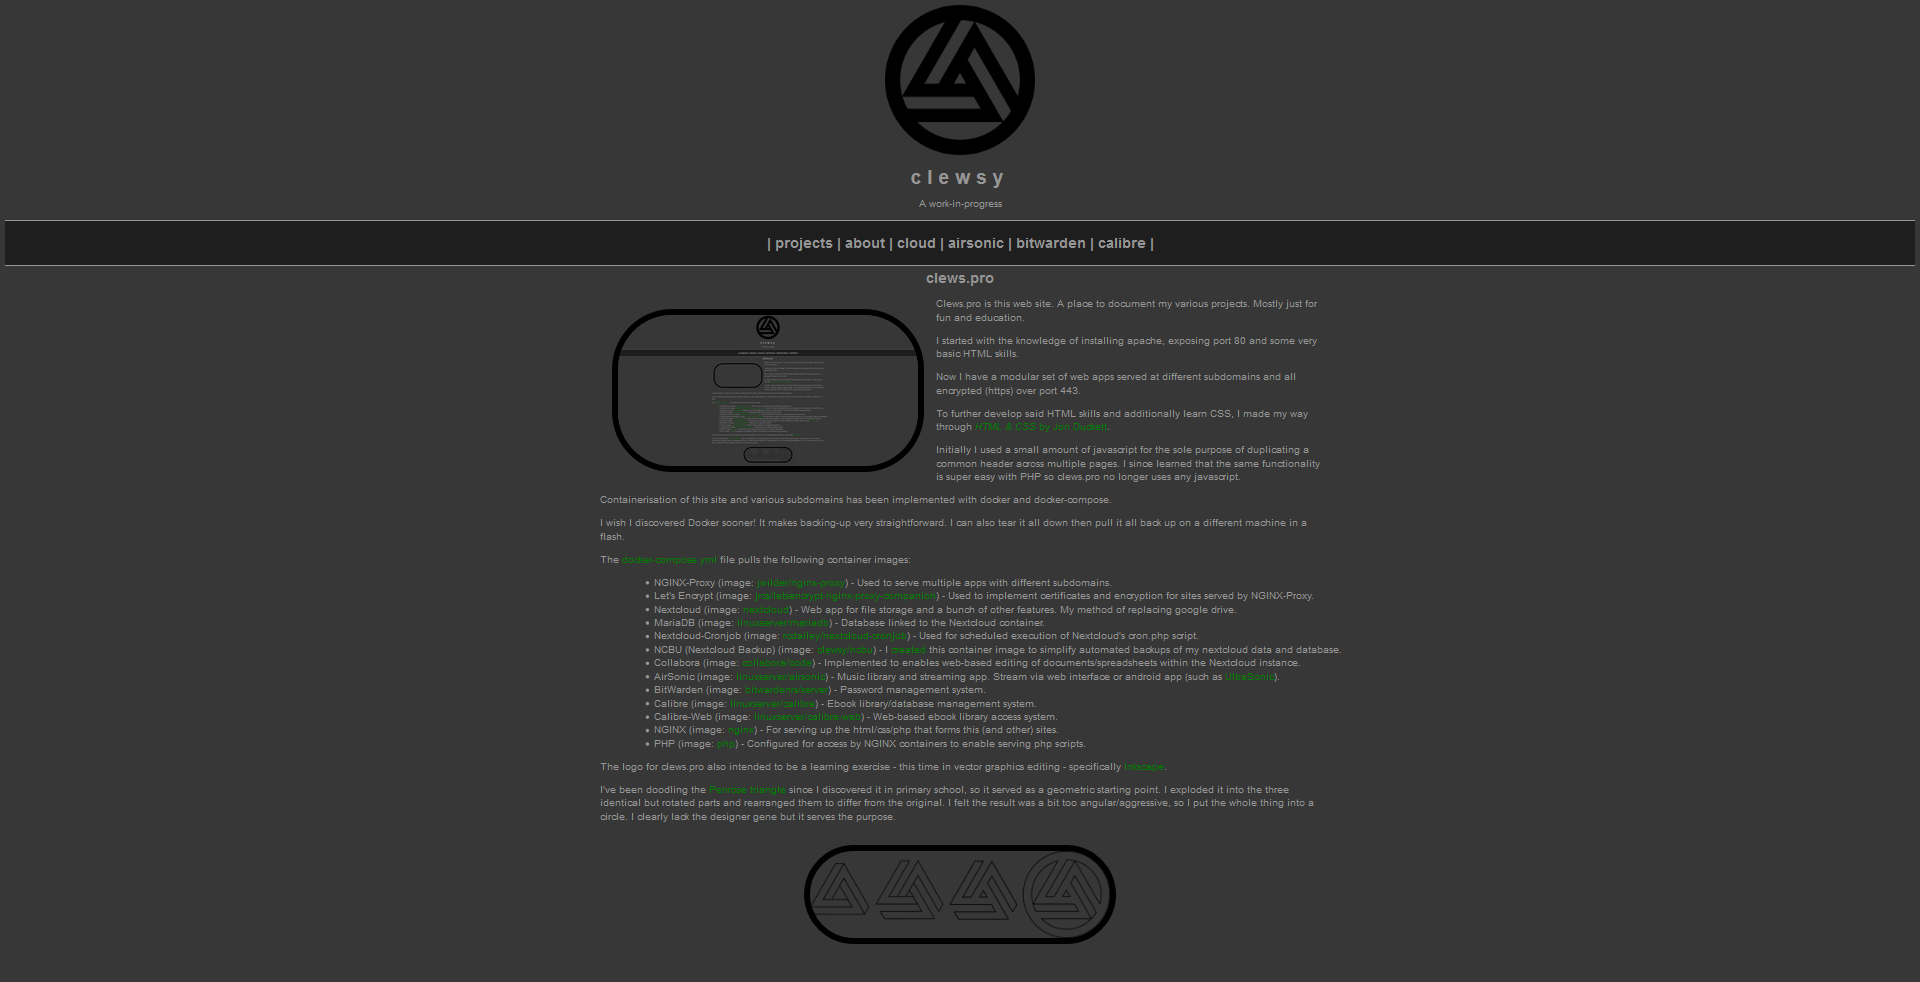 clewsy
A work-in-progress
| projects | about | cloud | airsonic | bitwarden | calibre |
clews.pro
Clews.pro is this web site. A place to document my various projects. Mostly just for
fun and education.
I started with the knowledge of installing apache, exposing port 80 and some very
basic HTML skills.
Now I have a modular set of web apps served at different subdomains and all
encrypted (https) over port 443.
To further develop said HTML skills and additionally learn CSS, I made my way
through HTML & CSS by Jon Duckett.
Initially I used a small amount of javascript for the sole purpose of duplicating a
common header across multiple pages. I since learned that the same functionality
is super easy with PHP so clews.pro no longer uses any javascript.
Containerisation of this site and various subdomains has been implemented with docker and docker-compose.
I wish I discovered Docker sooner! It makes backing-up very straightforward. I can also tear it all down then pull it all back up on a different machine in a
flash.
The docker-compose.yml file pulls the following container images:
• NGINX-Proxy (image: jwilder/nginx-proxy) - Used to serve multiple apps with different subdomains.
• Let's Encrypt (image: jrcs/letsencrypt-nginx-proxy-companion) - Used to implement certificates and encryption for sites served by NGINX-Proxy.
• Nextcloud (image: nextcloud) - Web app for file storage and a bunch of other features. My method of replacing google drive.
• MariaDB (image: linuxserver/mariadb) - Database linked to the Nextcloud container.
• Nextcloud-Cronjob (image: rcdailey/nextcloud-cronjob) - Used for scheduled execution of Nextcloud's cron.php script.
• NCBU (Nextcloud Backup) (image: clewsy/ncbu) - I created this container image to simplify automated backups of my nextcloud data and database.
• Collabora (image: collabora/code) - Implemented to enables web-based editing of documents/spreadsheets within the Nextcloud instance.
• AirSonic (image: linuxserver/airsonic) - Music library and streaming app. Stream via web interface or android app (such as UltraSonic).
• BitWarden (image: bitwardenrs/server) - Password management system.
• Calibre (image: linuxserver/calibre) - Ebook library/database management system.
• Calibre-Web (image: linuxserver/calibre-web) - Web-based ebook library access system.
• NGINX (image: nginx) - For serving up the html/css/php that forms this (and other) sites.
• PHP (image: php) - Configured for access by NGINX containers to enable serving php scripts.
The logo for clews.pro also intended to be a learning exercise - this time in vector graphics editing - specifically Inkscape.
I've been doodling the Penrose triangle since I discovered it in primary school, so it served as a geometric starting point. I exploded it into the three
identical but rotated parts and rearranged them to differ from the original. I felt the result was a bit too angular/aggressive, so I put the whole thing into a
circle. I clearly lack the designer gene but it serves the purpose.